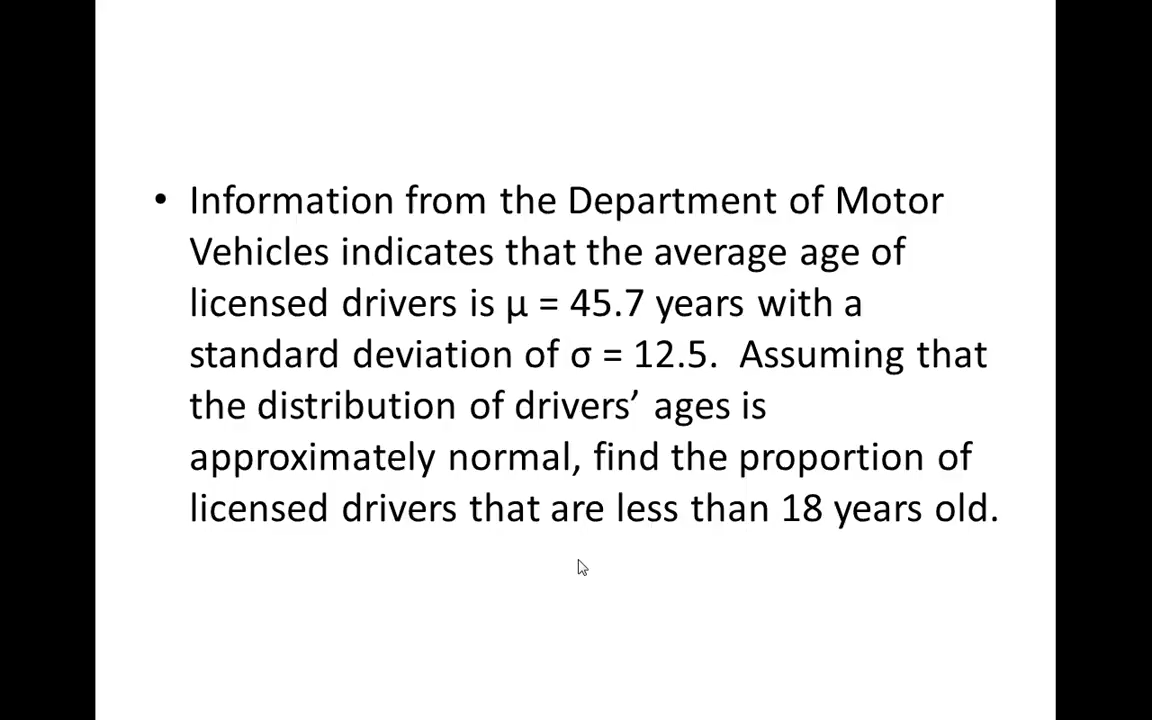 • Information from the Department of Motor
Vehicles indicates that the average age of
licensed drivers is μ = 45.7 years with a
standard deviation of σ = 12.5.  Assuming that
the distribution of drivers’ ages is
approximately normal, find the proportion of
licensed drivers that are less than 18 years old.